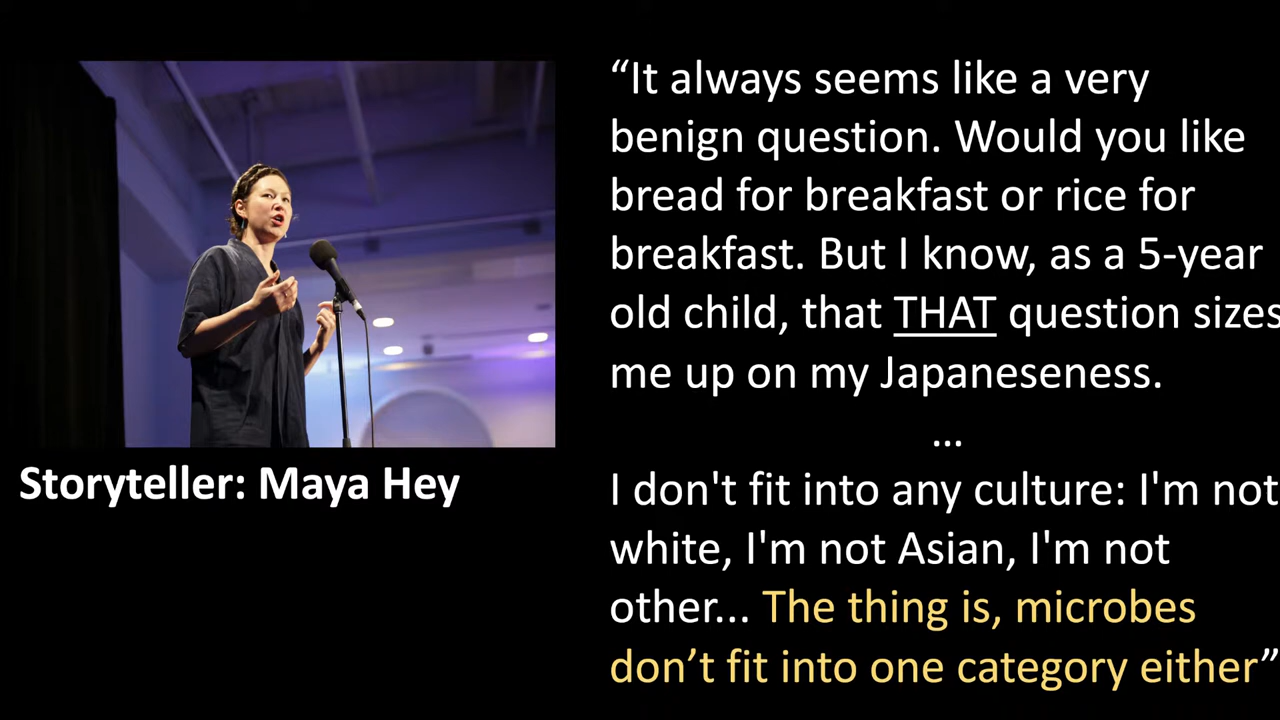 “It always seems like a very
benign question. Would you like
bread for breakfast or rice for
breakfast. But I know, as a 5-year
old child, that THAT question sizes
me up on my Japaneseness.
...
I don't fit into any culture: I'm not
white, I'm not Asian, I'm not
other... The thing is, microbes
don’t fit into one category either”
Storyteller: Maya Hey